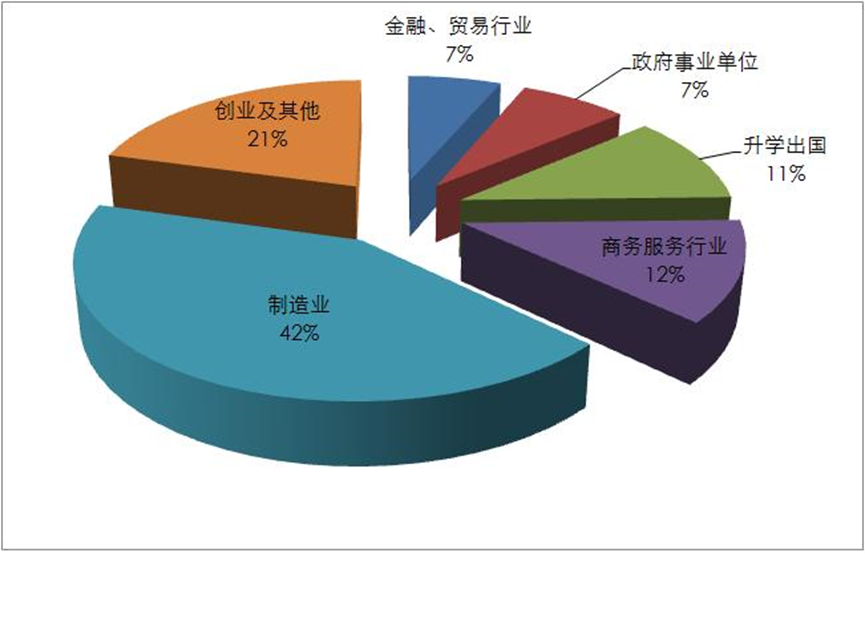 金融、贸易行业
7%
政府事业单位
7%
升学出国
11%
商务服务行业
12%
制造业
42%
创业及其他
21%